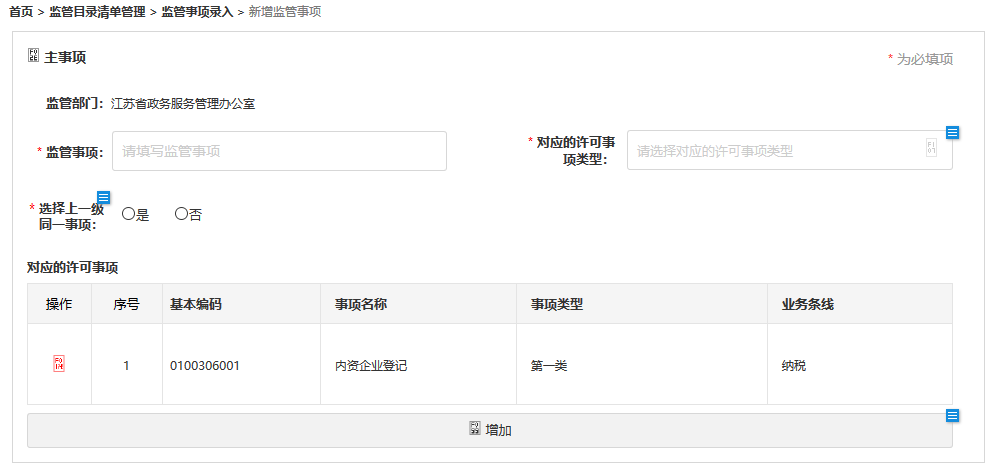 首页 > 监管目录清单管理 > 监管事项录入 > 新增监管事项
主事项
* 为必填项
监管部门： 江苏省政务服务管理办公室
* 监管事项： 请填写监管事项
* 对应的许可事
项类型： 请选择对应的许可事项类型
* 选择上一级
同一事项： 是 否
对应的许可事项
操作 序号 基本编码 事项名称 事项类型 业务条线
1 0100306001 内资企业登记 第一类 纳税
增加